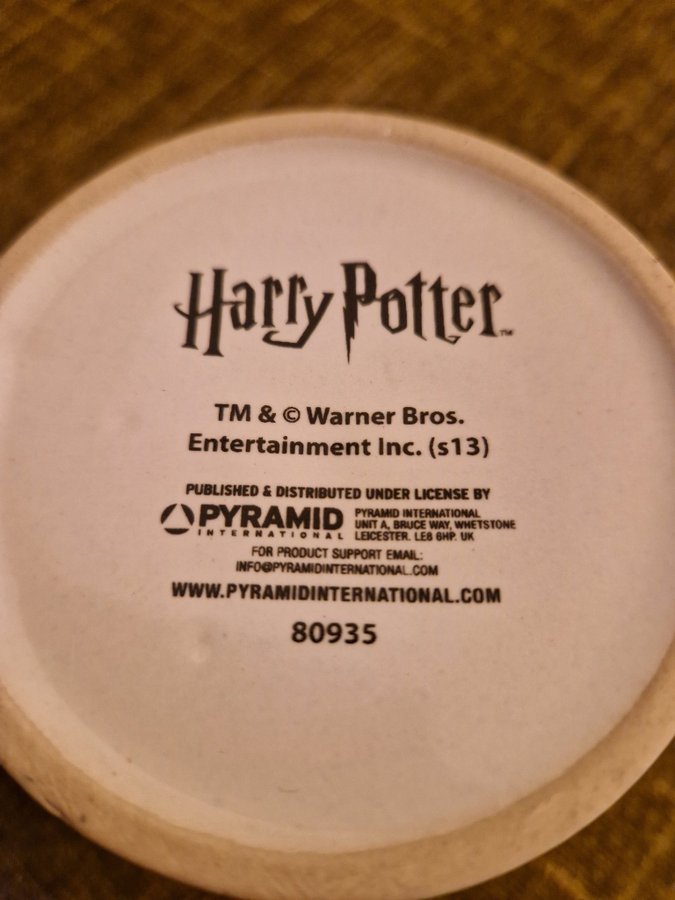 Harry Potter™
TM & © Warner Bros.
Entertainment Inc. (s13)
PUBLISHED & DISTRIBUTED UNDER LICENSE BY
PYRAMID
INTERNATIONAL
PYRAMID INTERNATIONAL
UNIT A, BRUCE WAY, WHETSTONE
LEICESTER. LE8 6HP. UK
FOR PRODUCT SUPPORT EMAIL:
INFO@PYRAMIDINTERNATIONAL.COM
WWW.PYRAMIDINTERNATIONAL.COM
80935